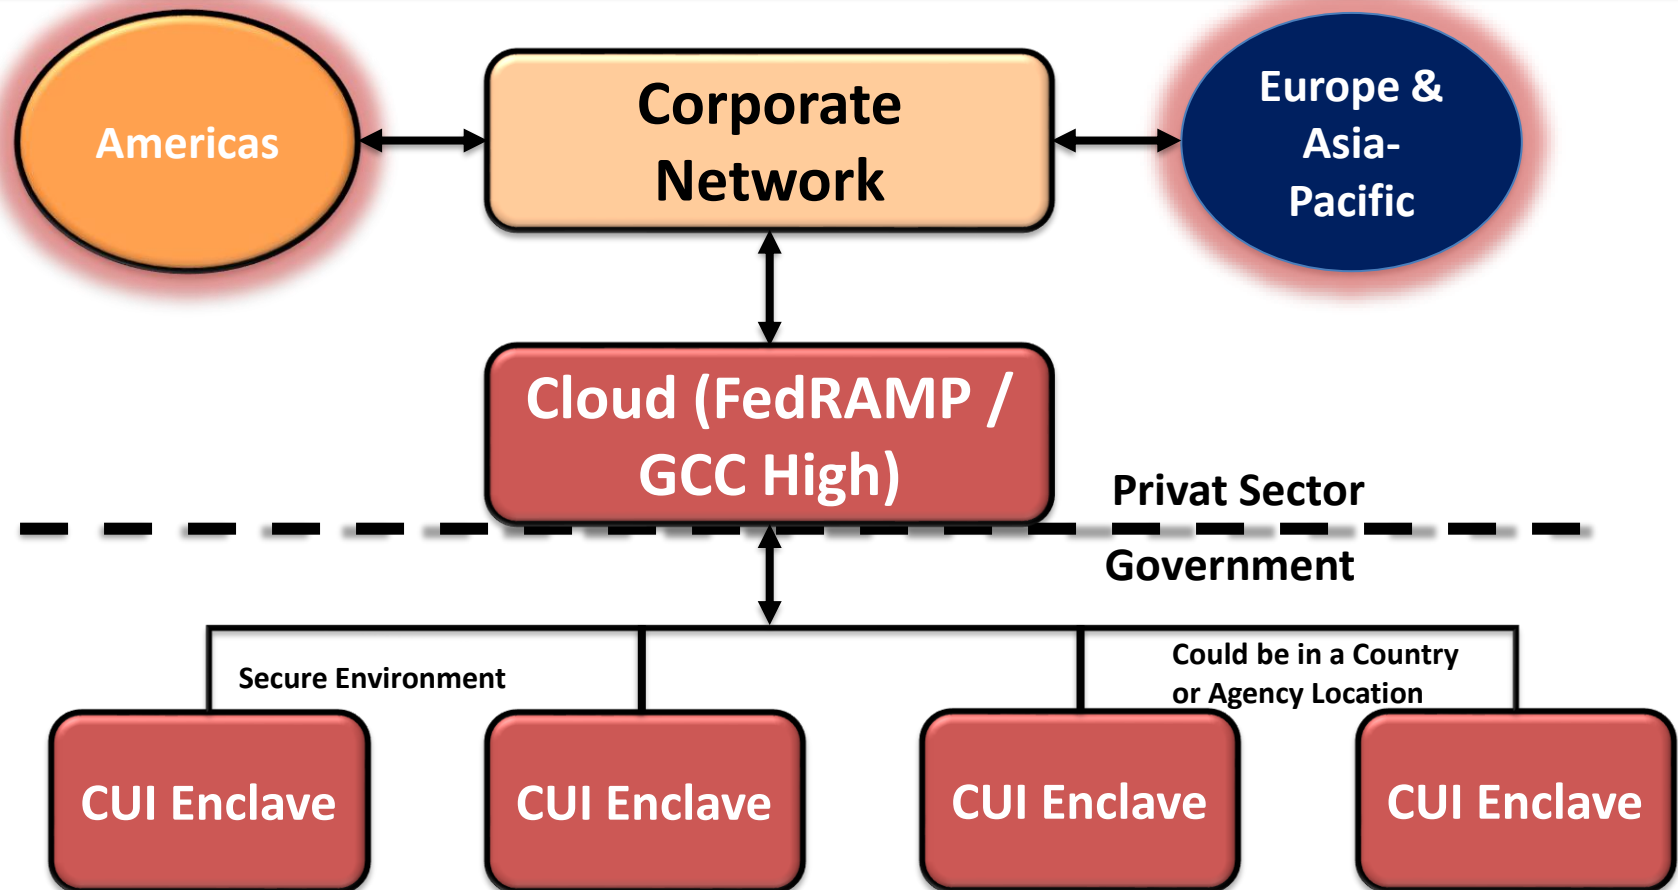 Americas
Corporate
Network
Europe &
Asia-
Pacific
Cloud (FedRAMP /
GCC High)
Privat Sector
Government
Secure Environment
Could be in a Country
or Agency Location
CUI Enclave
CUI Enclave
CUI Enclave
CUI Enclave